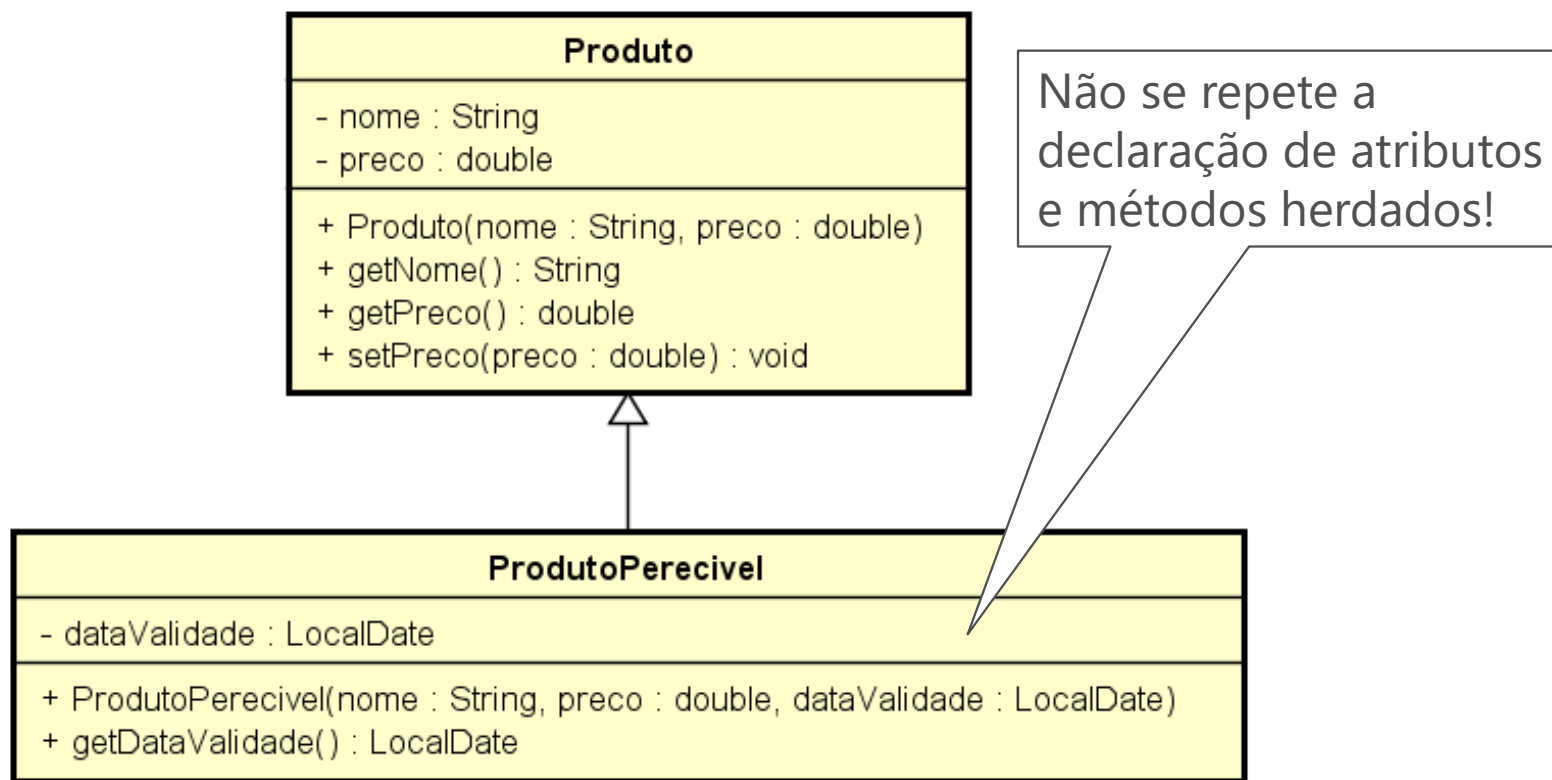 Produto
- nome : String
- preco : double
+ Produto(nome : String, preco : double)
+ getNome() : String
+ getPreco() : double
+ setPreco(preco : double) : void
Não se repete a
declaração de atributos
e métodos herdados!
ProdutoPerecivel
- dataValidade : LocalDate
+ ProdutoPerecivel(nome : String, preco : double, dataValidade : LocalDate)
+ getDataValidade() : LocalDate